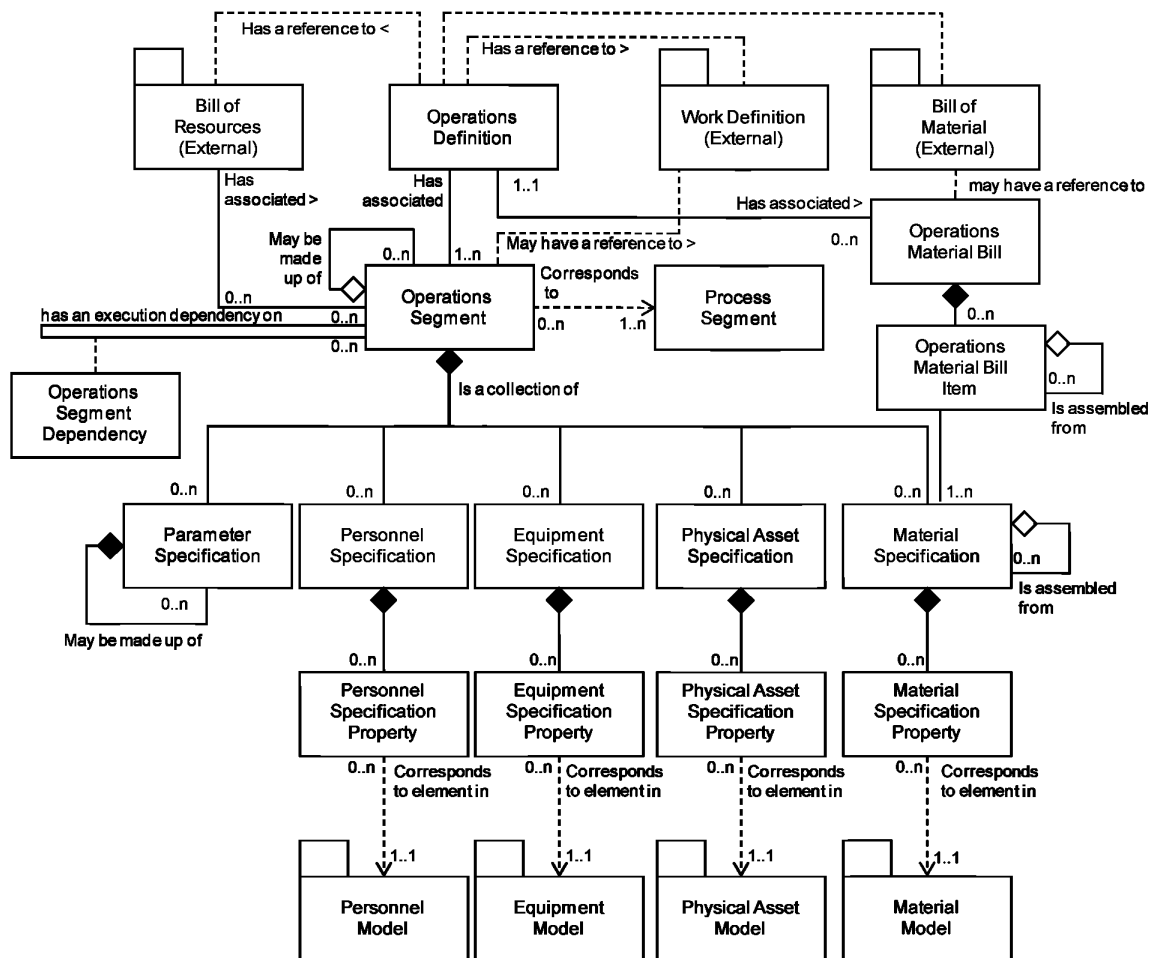 Has a reference to <
Has a reference to >
Bill of
Resources
(External)
Operations
Definition
Work Definition
(External)
Bill of
Material
(External)
Has
associated >
Has
associated
1..1
may have a reference to
Has associated >
0..n
Operations
Material Bill
May be
made
up of
0..n
1..n
May have a reference to >
0..n
Operations
Segment
Corresponds
to
0..n
1..n
Process
Segment
0..n
has an execution dependency on
0..n
0..n
Operations
Material Bill
Item
0..n
Is assembled
from
Operations
Segment
Dependency
Is a collection of
0..n
0..n
0..n
0..n
0..n
1..n
Parameter
Specification
Personnel
Specification
Equipment
Specification
Physical Asset
Specification
Material
Specification
0..n
Is assembled
from
0..n
May be made up of
0..n
0..n
0..n
0..n
Personnel
Specification
Property
Equipment
Specification
Property
Physical Asset
Specification
Property
Material
Specification
Property
0..n
Corresponds
to element in
0..n
Corresponds
to element in
0..n
Corresponds
to element in
0..n
Corresponds
to element in
1..1
1..1
1..1
1..1
Personnel
Model
Equipment
Model
Physical Asset
Model
Material
Model